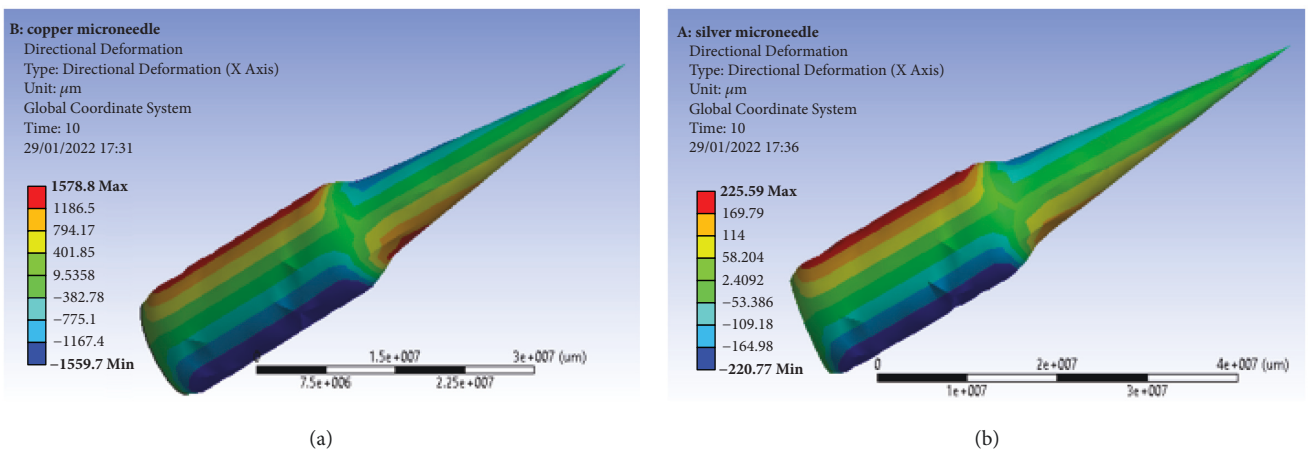 B: copper microneedle
Directional Deformation
Type: Directional Deformation (X Axis)
Unit: μm
Global Coordinate System
Time: 10
29/01/2022 17:31
1578.8 Max
1186.5
794.17
401.85
9.5358
−382.78
−775.1
−1167.4
−1559.7 Min
0
1.5e+007
3e+007 (um)
7.5e+006
2.25e+007
(a)
A: silver microneedle
Directional Deformation
Type: Directional Deformation (X Axis)
Unit: μm
Global Coordinate System
Time: 10
29/01/2022 17:36
225.59 Max
169.79
114
58.204
2.4092
−53.386
−109.18
−164.98
−220.77 Min
0
2e+007
4e+007 (um)
1e+007
3e+007
(b)